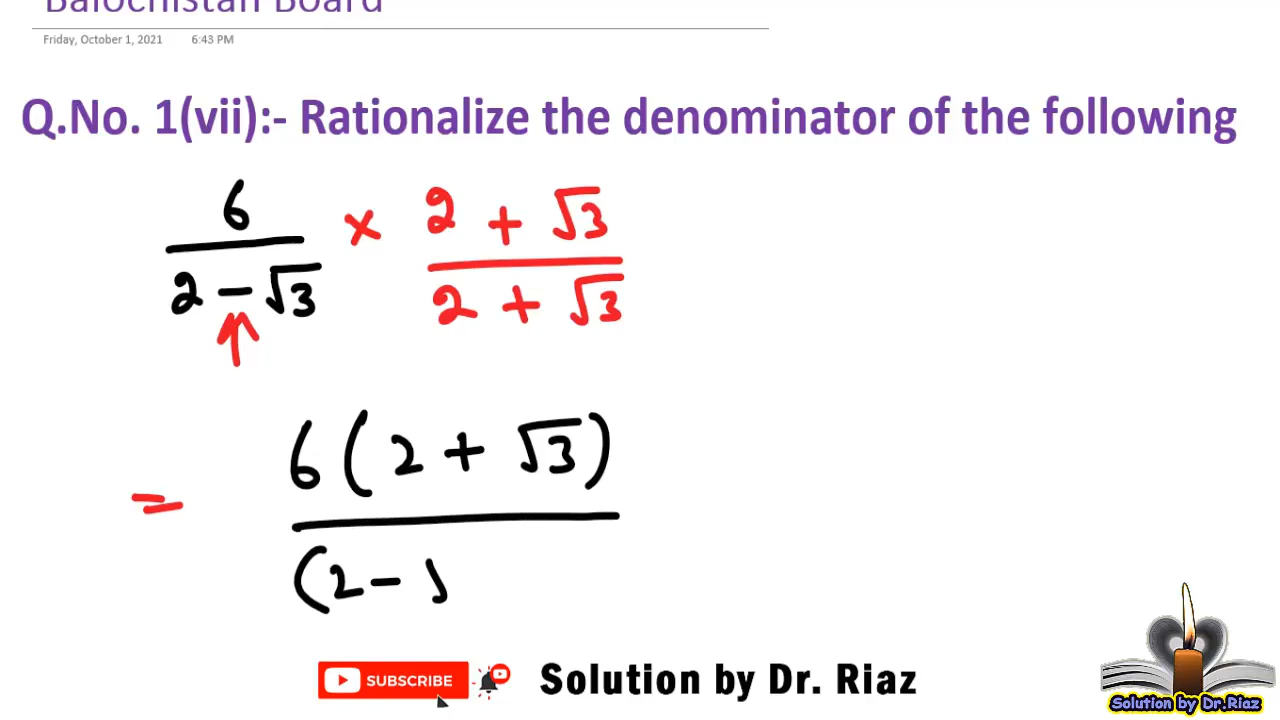 Balochistan Board
Friday, October 1, 2021 6:43 PM
Q.No. 1(vii):- Rationalize the denominator of the following
6 × 2 + √3
2 − √3 2 + √3
= 6 ( 2 + √3 )
(2 −
SUBSCRIBE
Solution by Dr. Riaz
Solution by Dr.Riaz